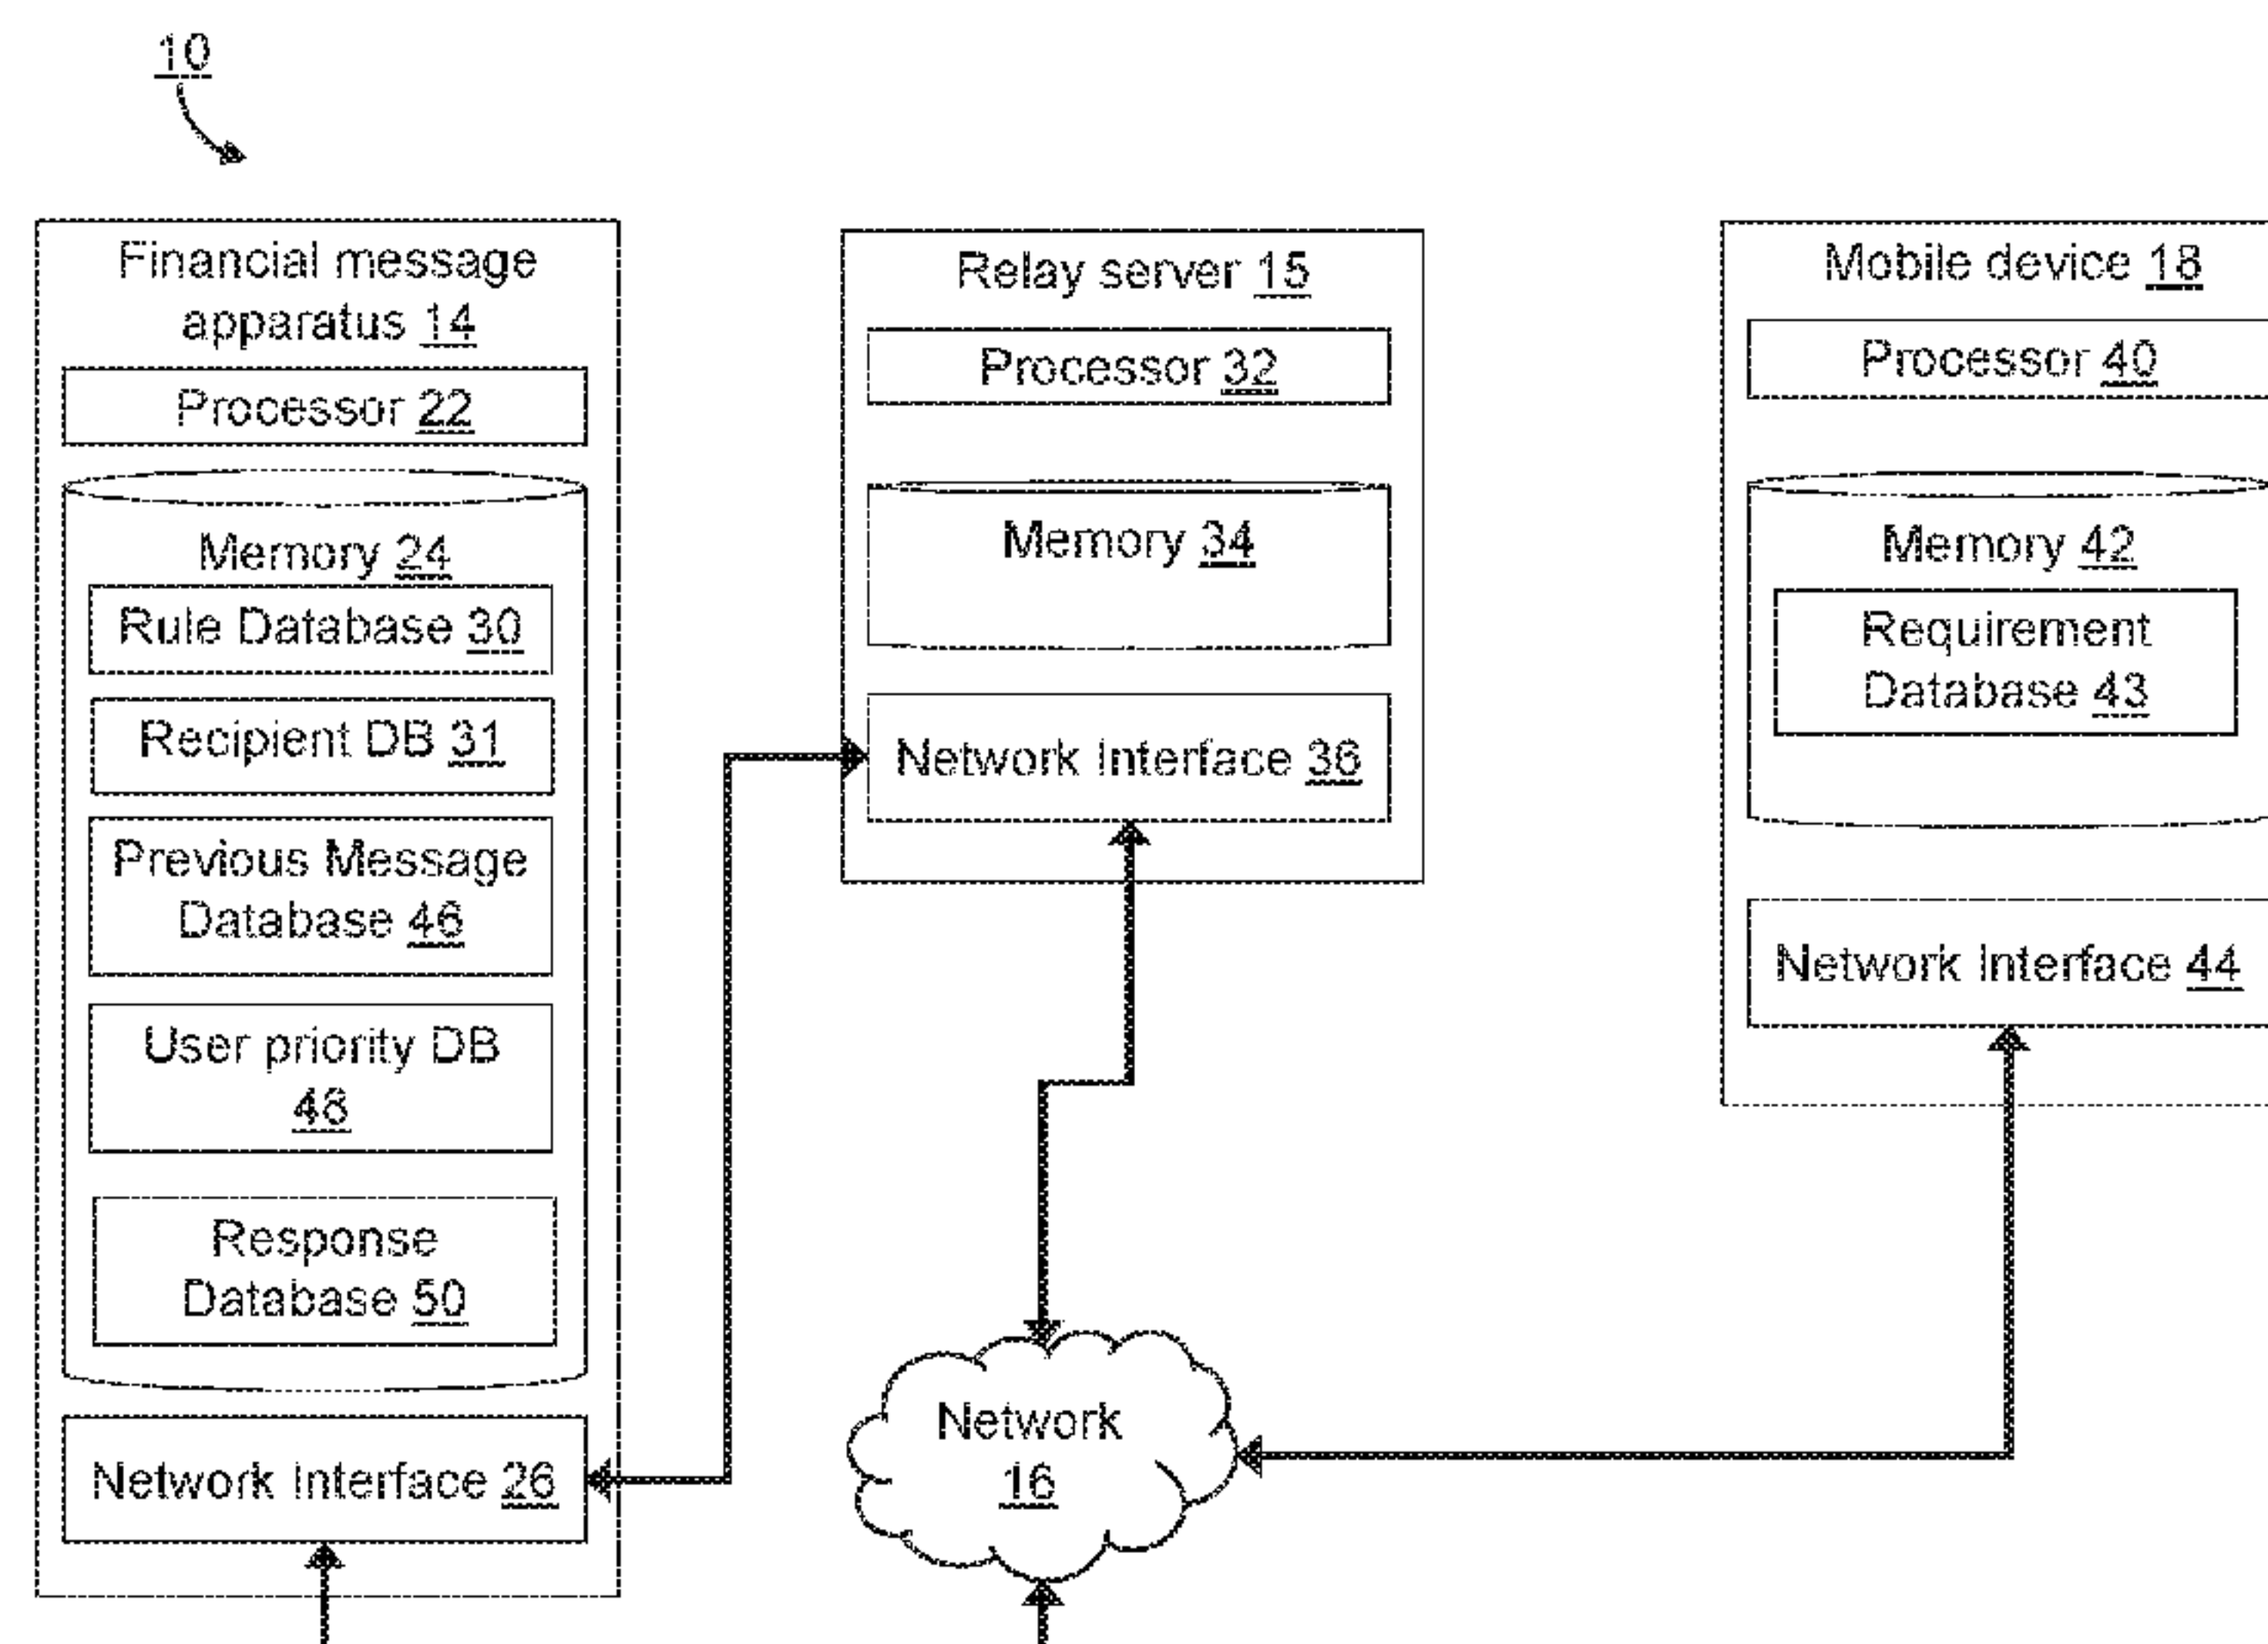 10
Financial message
apparatus 14
Processor 22
Memory 24
Rule Database 30
Recipient DB 31
Previous Message
Database 46
User priority DB
48
Response
Database 50
Network Interface 26
Relay server 15
Processor 32
Memory 34
Network Interface 36
Network
16
Mobile device 18
Processor 40
Memory 42
Requirement
Database 43
Network Interface 44